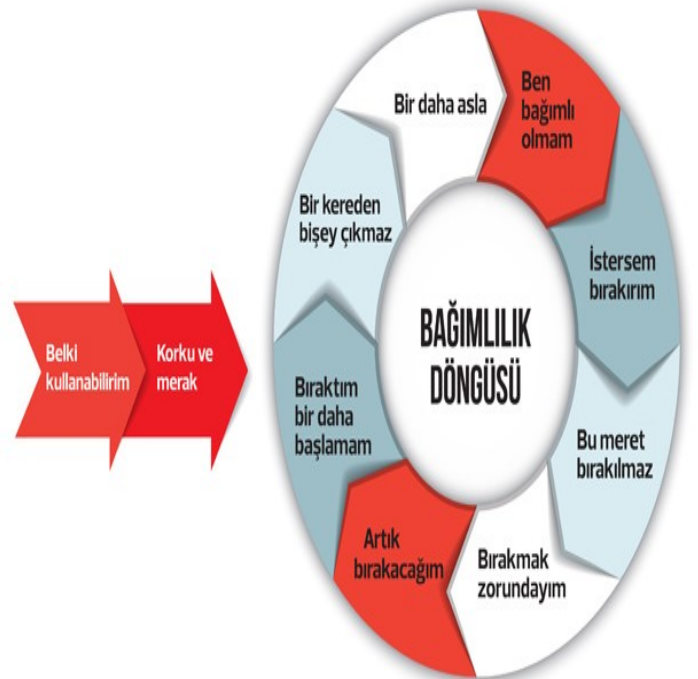 Belki
kullanabilirim
Korku ve
merak
BAĞIMLILIK
DÖNGÜSÜ
Bir kereden
bişey çıkmaz
Bir daha asla
Ben
bağımlı
olmam
İstersem
bırakırım
Bu meret
bırakılmaz
Bırakmak
zorundayım
Artık
bırakacağım
Bıraktım
bir daha
başlamam